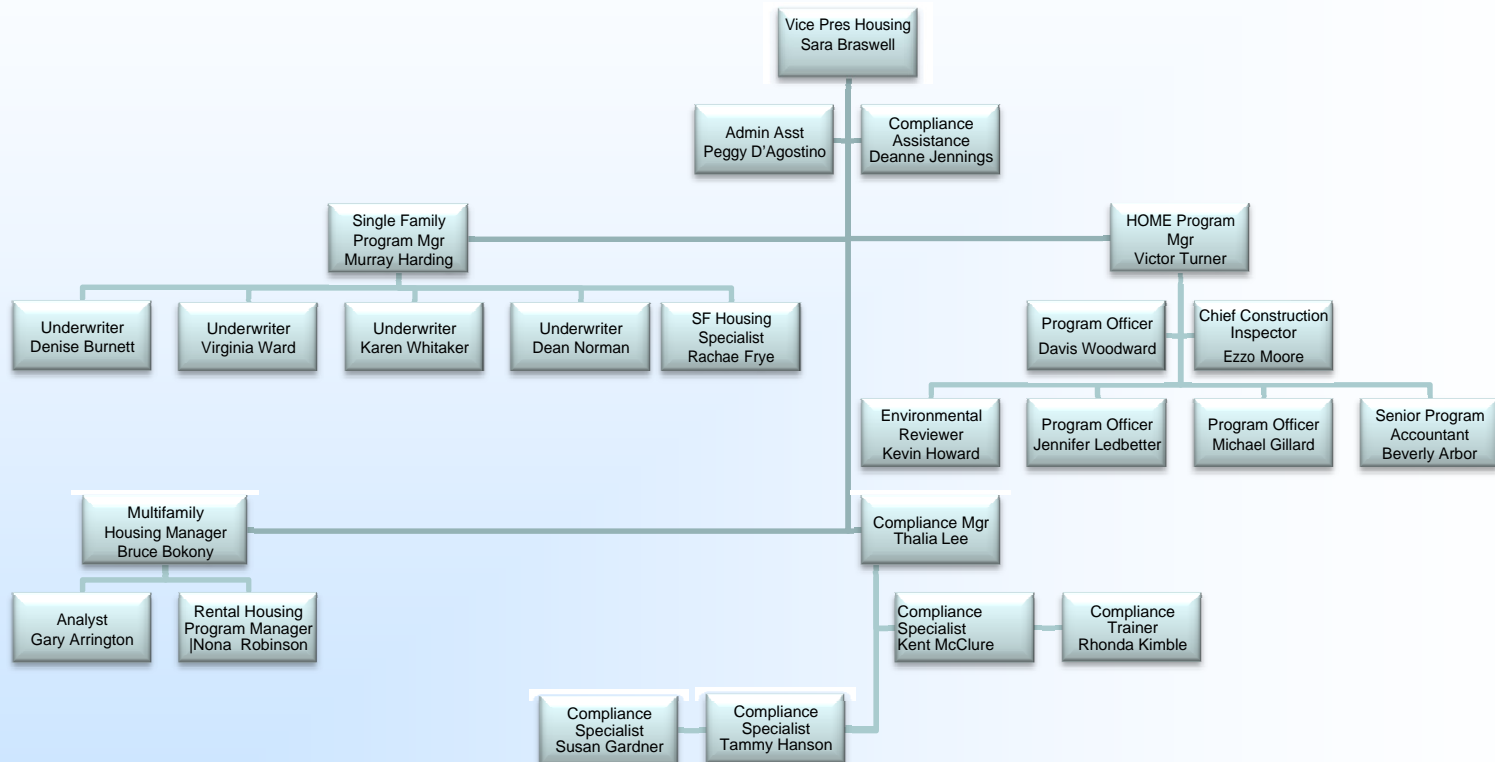 Vice Pres Housing
Sara Braswell
Admin Asst
Peggy D'Agostino
Compliance
Assistance
Deanne Jennings
Single Family
Program Mgr
Murray Harding
HOME Program
Mgr
Victor Turner
Underwriter
Denise Burnett
Underwriter
Virginia Ward
Underwriter
Karen Whitaker
Underwriter
Dean Norman
SF Housing
Specialist
Rachae Frye
Program Officer
Davis Woodward
Chief Construction
Inspector
Ezzo Moore
Environmental
Reviewer
Kevin Howard
Program Officer
Jennifer Ledbetter
Program Officer
Michael Gillard
Senior Program
Accountant
Beverly Arbor
Multifamily
Housing Manager
Bruce Bokony
Compliance Mgr
Thalia Lee
Analyst
Gary Arrington
Rental Housing
Program Manager
|Nona Robinson
Compliance
Specialist
Kent McClure
Compliance
Trainer
Rhonda Kimble
Compliance
Specialist
Susan Gardner
Compliance
Specialist
Tammy Hanson